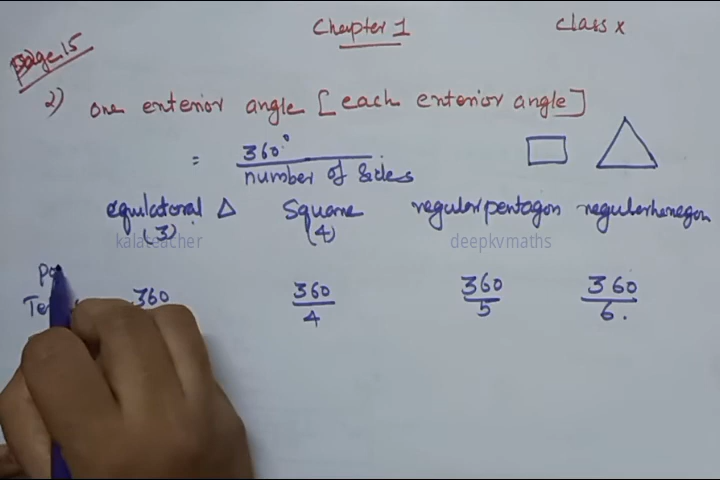 Chapter 1 Class X
Page 15
2) one exterior angle [each exterior angle]
= 360°
number of sides
equilatoral Δ Square regular pentagon regular hexagon
(3) (4)
kalateacher deepkvmaths
360 360 360 360
4 5 6.